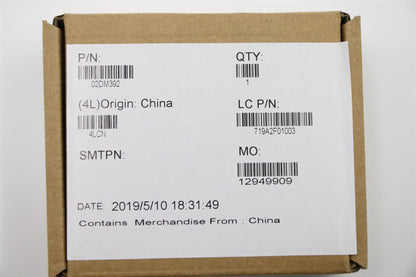 P/N: QTY:
02DM392 1
(4L)Origin: China LC P/N:
4LCN 719A2F01003
SMTPN: MO:
12949909
DATE: 2019/5/10 18:31:49
Contains Merchandise From : China